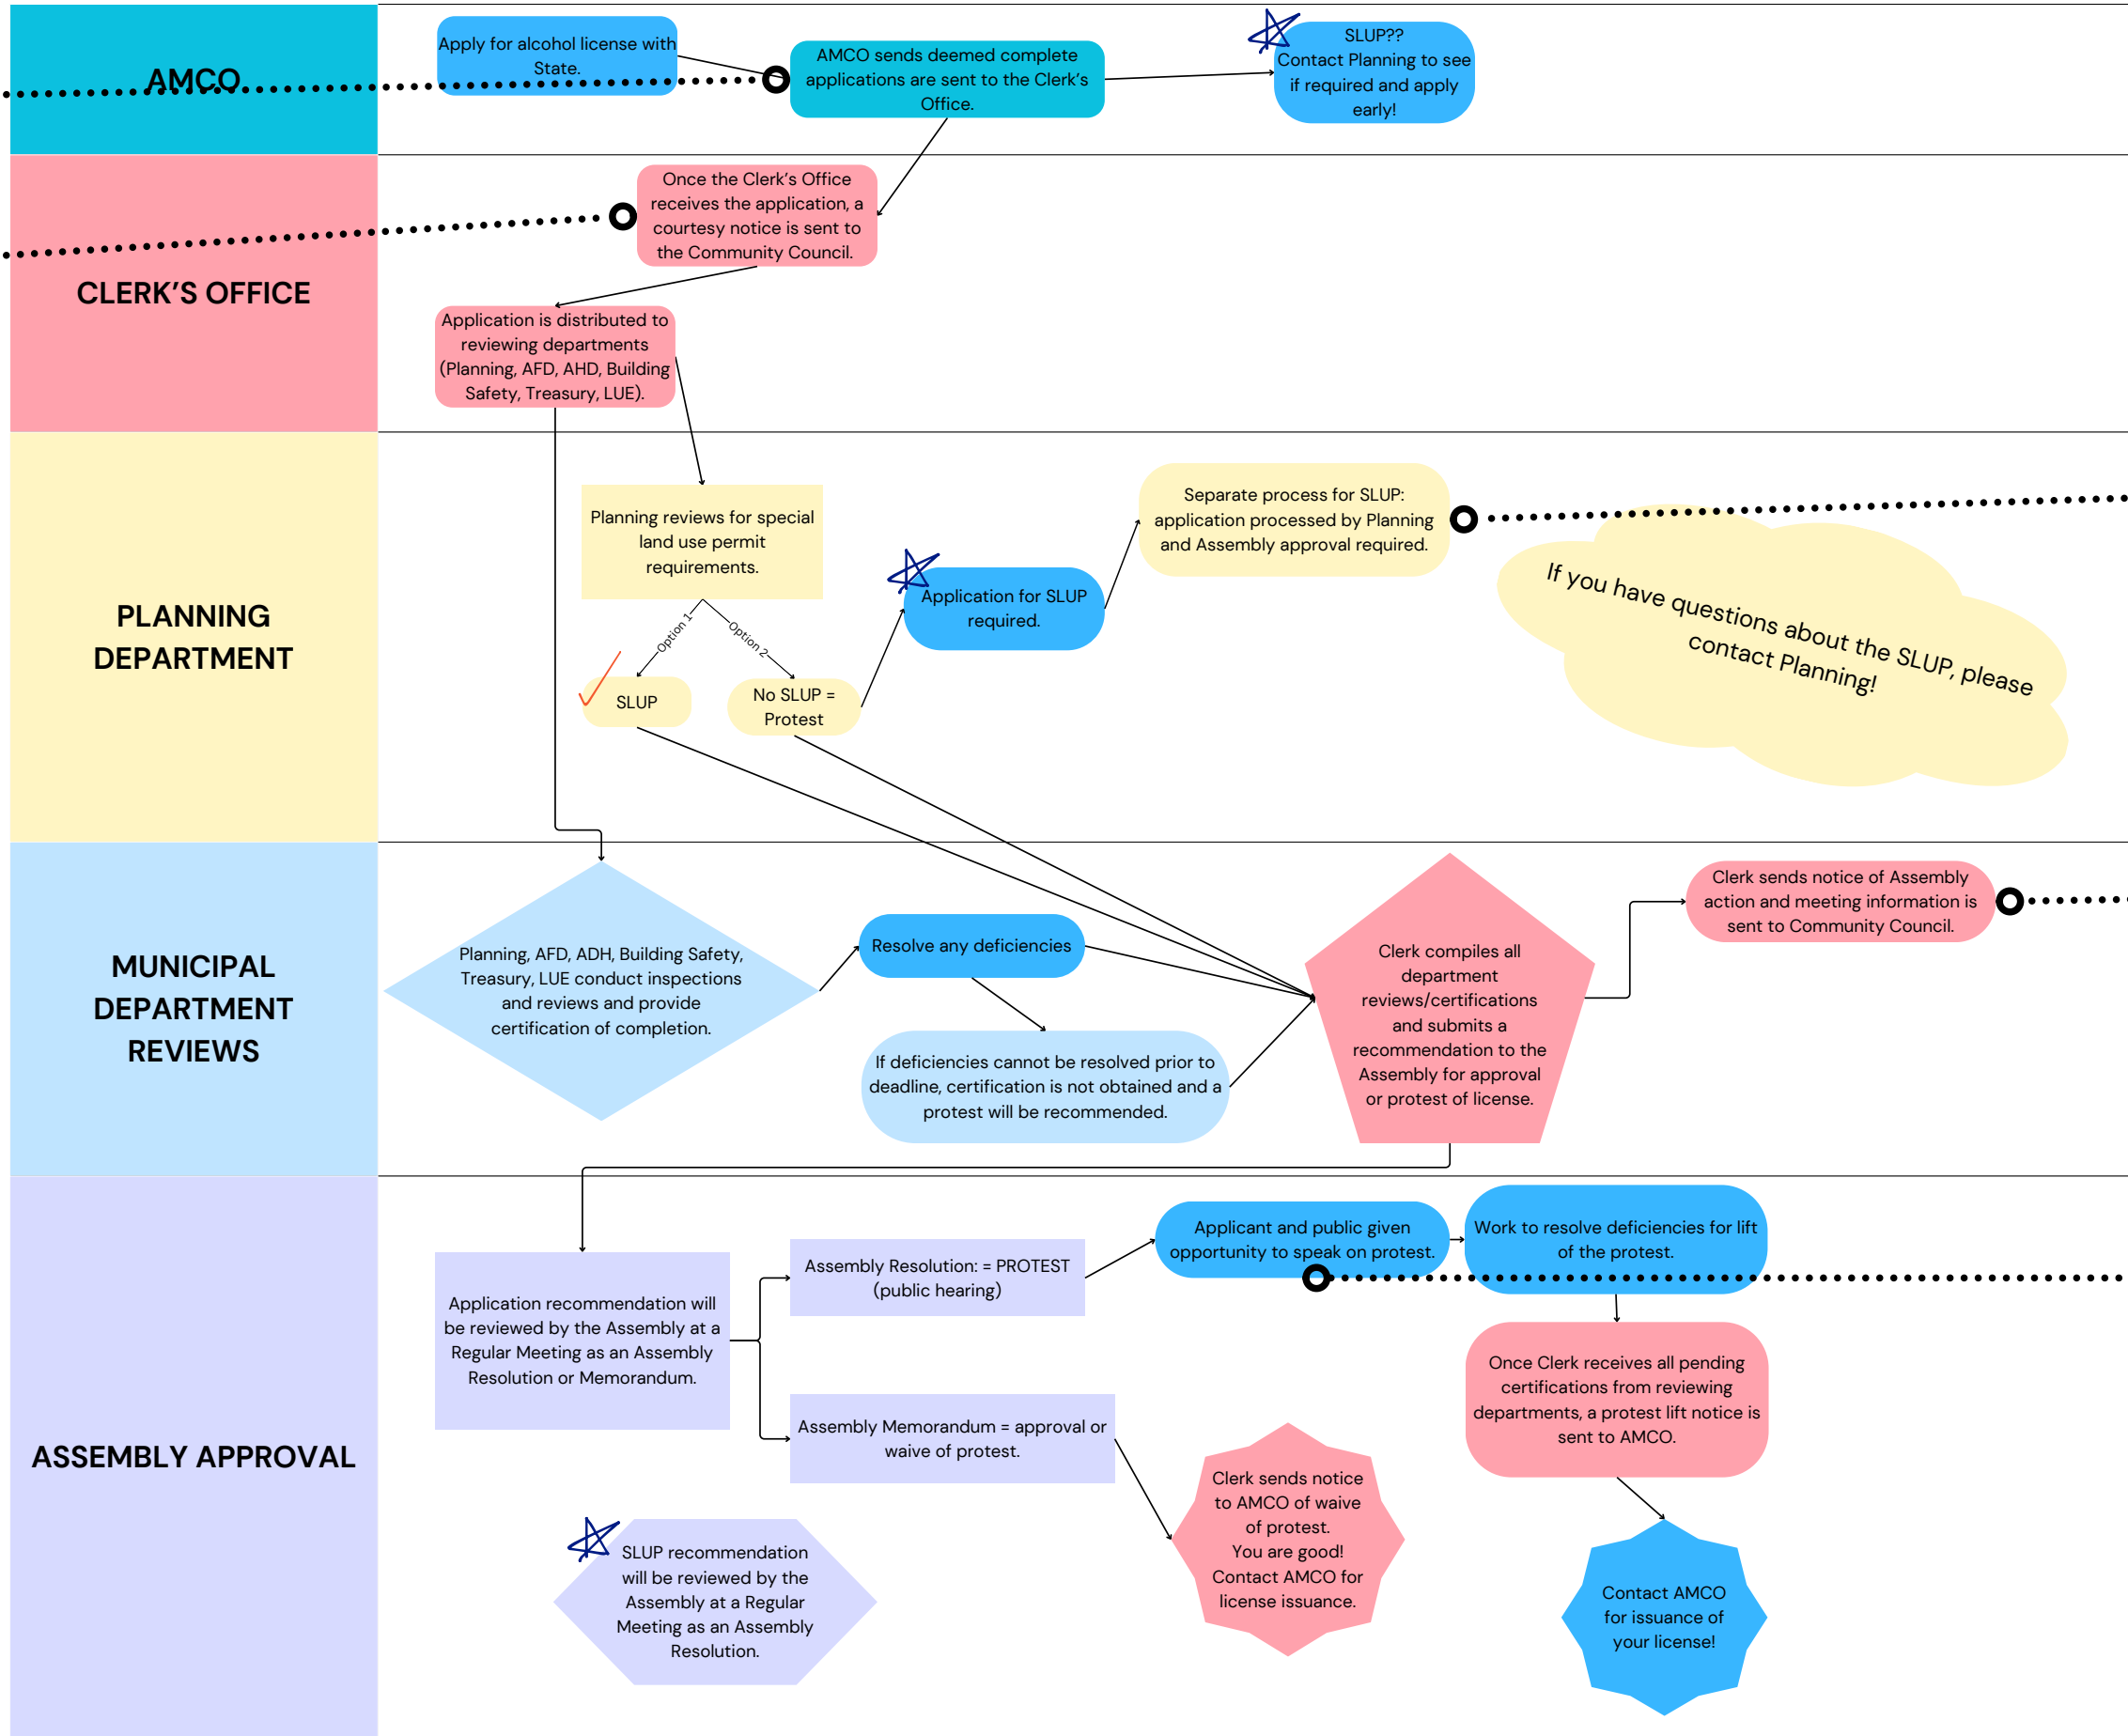 AMCO
Apply for alcohol license with
State.
AMCO sends deemed complete
applications are sent to the Clerk's
Office.
SLUP??
Contact Planning to see
if required and apply
early!
CLERK'S OFFICE
Once the Clerk's Office
receives the application, a
courtesy notice is sent to
the Community Council.
Application is distributed to
reviewing departments
(Planning, AFD, AHD, Building
Safety, Treasury, LUE).
PLANNING
DEPARTMENT
Planning reviews for special
land use permit
requirements.
Option 1
Option 2
SLUP
No SLUP =
Protest
Application for SLUP
required.
Separate process for SLUP:
application processed by Planning
and Assembly approval required.
If you have questions about the SLUP, please
contact Planning!
MUNICIPAL
DEPARTMENT
REVIEWS
Planning, AFD, ADH, Building Safety,
Treasury, LUE conduct inspections
and reviews and provide
certification of completion.
Resolve any deficiencies
If deficiencies cannot be resolved prior to
deadline, certification is not obtained and a
protest will be recommended.
Clerk compiles all
department
reviews/certifications
and submits a
recommendation to the
Assembly for approval
or protest of license.
Clerk sends notice of Assembly
action and meeting information is
sent to Community Council.
ASSEMBLY APPROVAL
Application recommendation will
be reviewed by the Assembly at a
Regular Meeting as an Assembly
Resolution or Memorandum.
Assembly Resolution: = PROTEST
(public hearing)
Applicant and public given
opportunity to speak on protest.
Work to resolve deficiencies for lift
of the protest.
Once Clerk receives all pending
certifications from reviewing
departments, a protest lift notice is
sent to AMCO.
Assembly Memorandum = approval or
waive of protest.
Clerk sends notice
to AMCO of waive
of protest.
You are good!
Contact AMCO for
license issuance.
Contact AMCO
for issuance of
your license!
SLUP recommendation
will be reviewed by the
Assembly at a Regular
Meeting as an Assembly
Resolution.